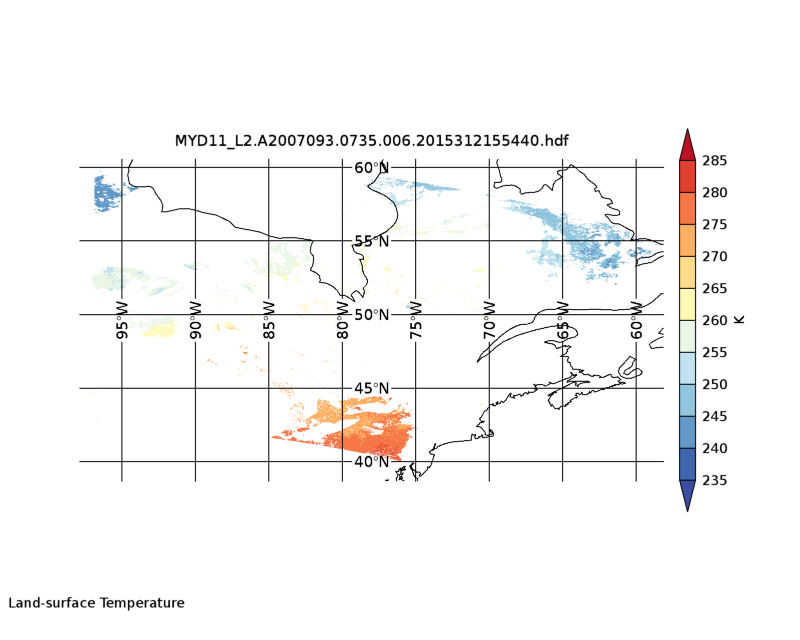 MYD11_L2.A2007093.0735.006.2015312155440.hdf
60°N
55°N
50°N
45°N
40°N
95°W
90°W
85°W
80°W
75°W
70°W
65°W
60°W
285
280
275
270
265
260
255
250
245
240
235
K
Land-surface Temperature